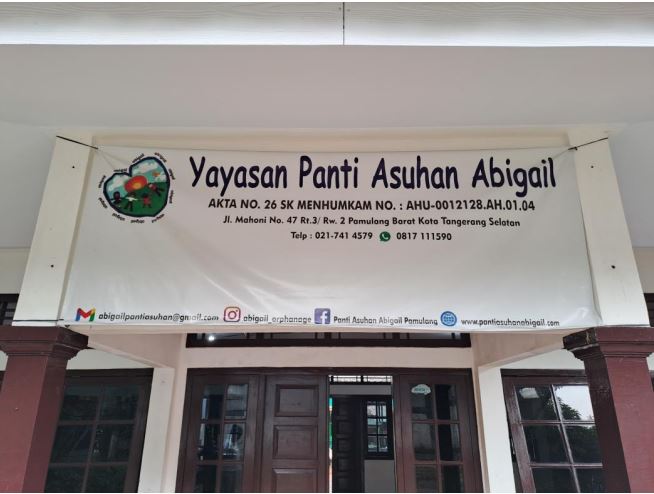 Yayasan Panti Asuhan Abigail
AKTA NO. 26 SK MENHUMKAM NO. : AHU-0012128.AH.01.04
Jl. Mahoni No. 47 Rt.3/ Rw. 2 Pamulang Barat Kota Tangerang Selatan
Telp : 021-741 4579 0817 111590
abigailpantiasuhan@gmail.com abigail_orphanage Panti Asuhan Abigail Pamulang www.pantiasuhanabigail.com